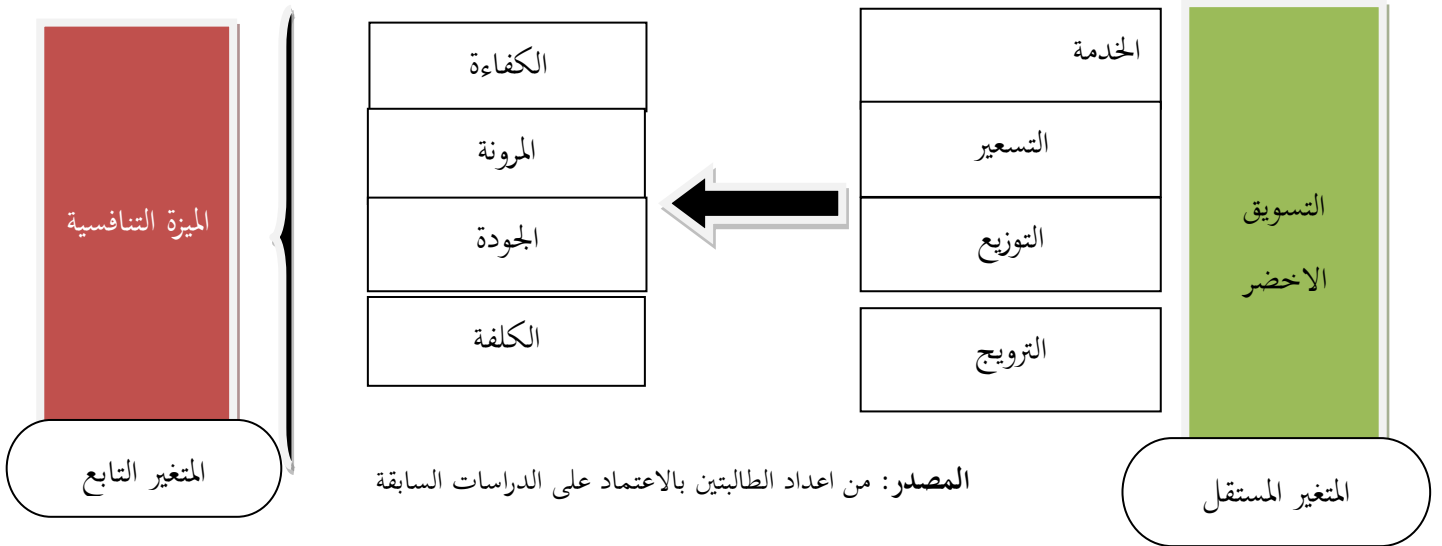 التسويق
الاخضر
المتغير المستقل
الخدمة
التسعير
التوزيع
الترويج
الكفاءة
المرونة
الجودة
الكلفة
الميزة التنافسية
المتغير التابع
المصدر: من اعداد الطالبتين بالاعتماد على الدراسات السابقة